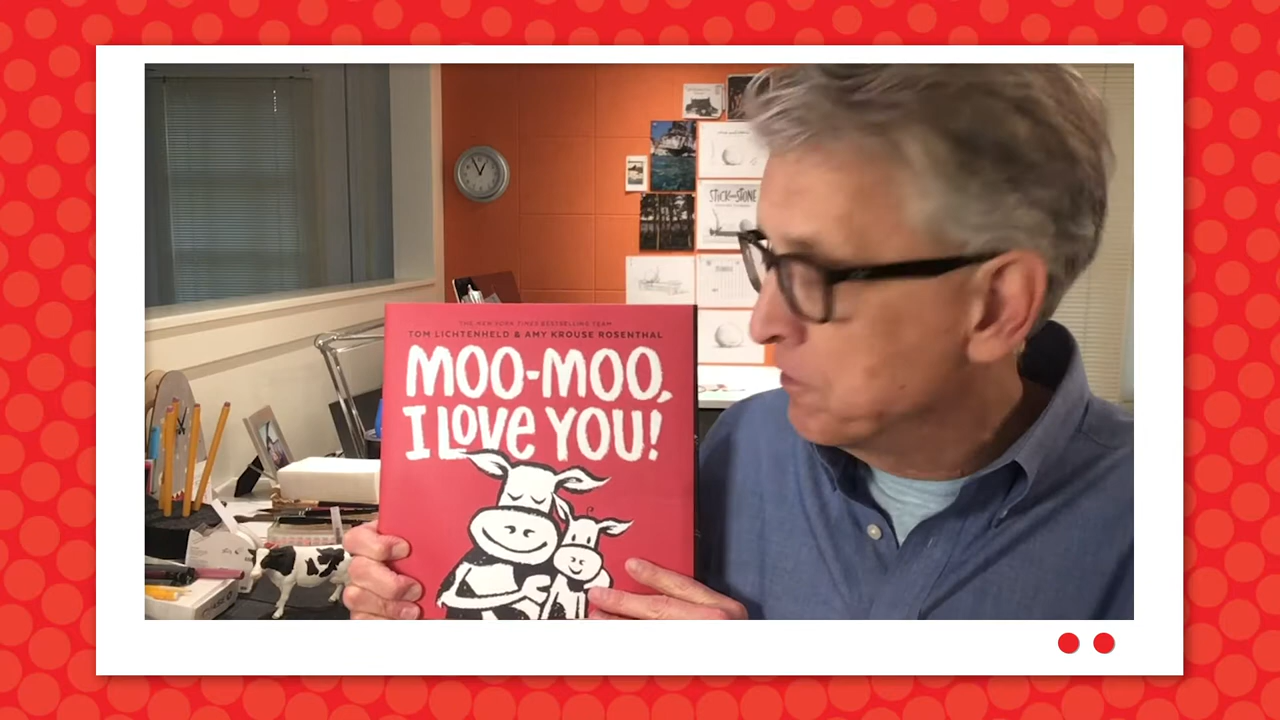 STICK and STONE
THE NEW YORK TIMES BESTSELLING TEAM
TOM LICHTENHELD & AMY KROUSE ROSENTHAL
MOO-MOO,
I LOVE YOU!